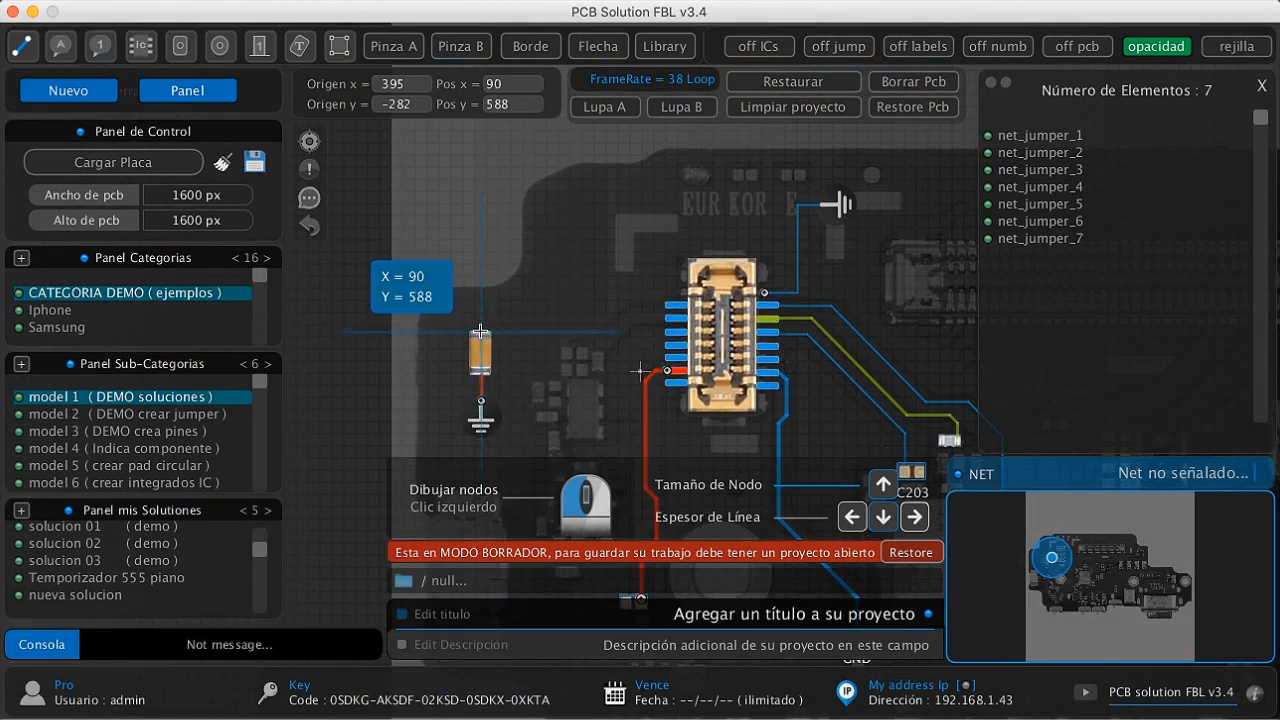 PCB Solution FBL v3.4
A
1
ic
1
T
Pinza A
Pinza B
Borde
Flecha
Library
off ICs
off jump
off labels
off numb
off pcb
opacidad
rejilla
Nuevo
Panel
Origen x = 395 Pos x = 90
Origen y = -282 Pos y = 588
FrameRate = 38 Loop
Restaurar
Borrar Pcb
Lupa A
Lupa B
Limpiar proyecto
Restore Pcb
Número de Elementos : 7
X
net_jumper_1
net_jumper_2
net_jumper_3
net_jumper_4
net_jumper_5
net_jumper_6
net_jumper_7
Panel de Control
Cargar Placa
Ancho de pcb 1600 px
Alto de pcb 1600 px
Panel Categorias < 16 >
CATEGORIA DEMO ( ejemplos )
Iphone
Samsung
Panel Sub-Categorias < 6 >
model 1 ( DEMO soluciones )
model 2 ( DEMO crear jumper )
model 3 ( DEMO crea pines )
model 4 ( Indica componente )
model 5 ( crear pad circular )
model 6 ( crear integrados IC )
Panel mis Solutiones < 5 >
solucion 01 ( demo )
solucion 02 ( demo )
solucion 03 ( demo )
Temporizador 555 piano
nueva solucion
Consola
Not message...
EUR KOR
X = 90
Y = 588
Dibujar nodos
Clic izquierdo
Tamaño de Nodo
Espesor de Línea
C203
NET
Net no señalado...
Esta en MODO BORRADOR, para guardar su trabajo debe tener un proyecto abierto
Restore
/ null...
Edit titulo
Agregar un título a su proyecto
Edit Descripción
Descripción adicional de su proyecto en este campo
GND
Pro
Usuario : admin
Key
Code : 0SDKG-AKSDF-02KSD-0SDKX-0XKTA
Vence
Fecha : --/--/-- ( ilimitado )
IP
My address Ip
Dirección : 192.168.1.43
PCB solution FBL v3.4